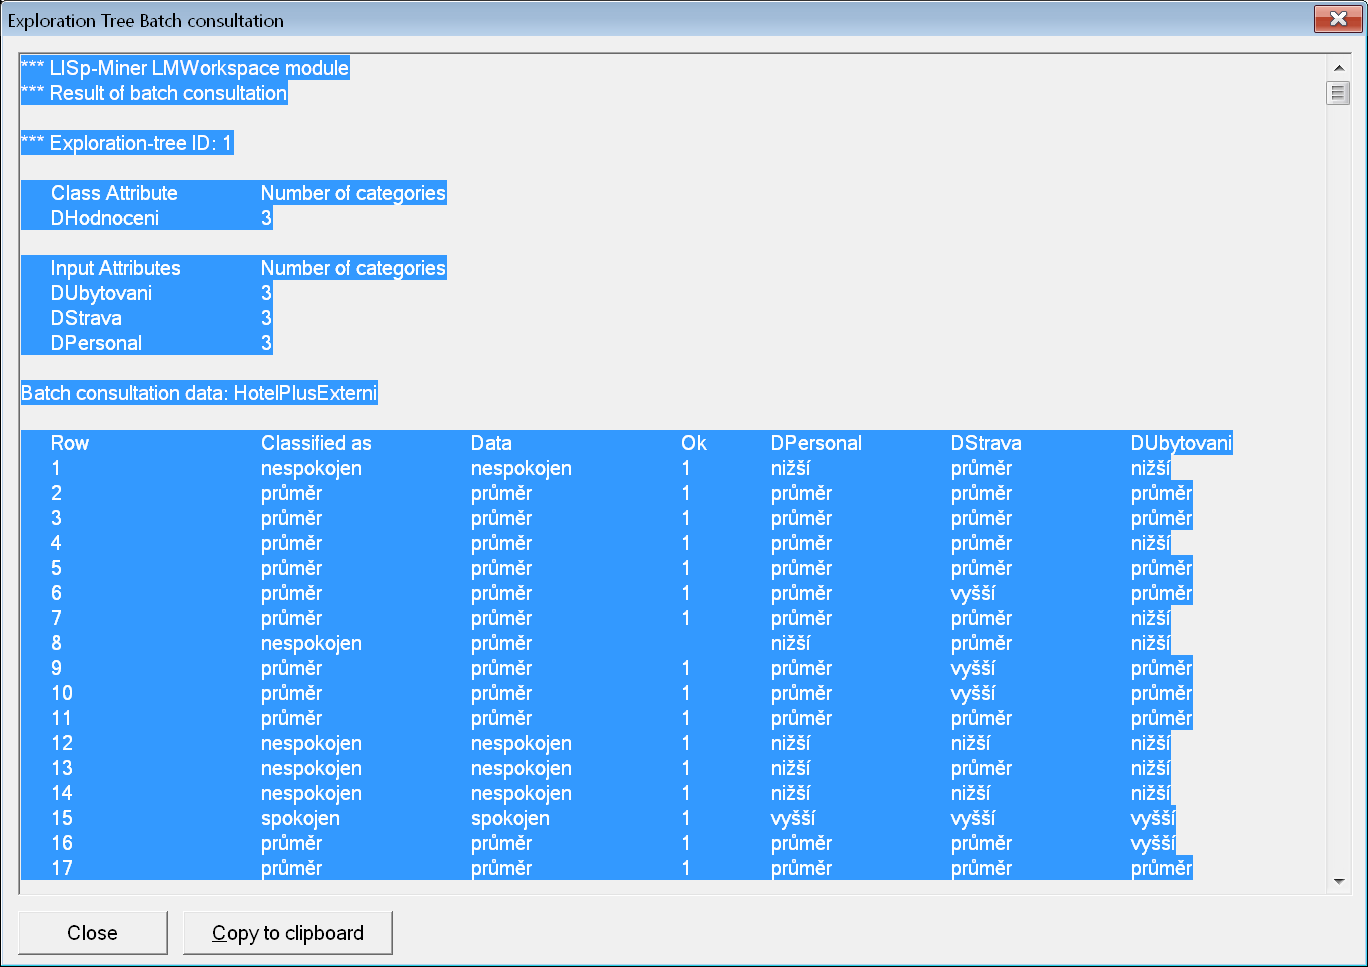 Exploration Tree Batch consultation
*** LISp-Miner LMWorkspace module
*** Result of batch consultation
*** Exploration-tree ID: 1
Class Attribute Number of categories
DHodnoceni 3
Input Attributes Number of categories
DUbytovani 3
DStrava 3
DPersonal 3
Batch consultation data: HotelPlusExterni
Row Classified as Data Ok DPersonal DStrava DUbytovani
1 nespokojen nespokojen 1 nižší průměr nižší
2 průměr průměr 1 průměr průměr průměr
3 průměr průměr 1 průměr průměr průměr
4 průměr průměr 1 průměr průměr nižší
5 průměr průměr 1 průměr průměr průměr
6 průměr průměr 1 průměr vyšší průměr
7 průměr průměr 1 průměr průměr nižší
8 nespokojen průměr nižší průměr nižší
9 průměr průměr 1 průměr vyšší průměr
10 průměr průměr 1 průměr vyšší průměr
11 průměr průměr 1 průměr průměr průměr
12 nespokojen nespokojen 1 nižší nižší nižší
13 nespokojen nespokojen 1 nižší průměr nižší
14 nespokojen nespokojen 1 nižší nižší nižší
15 spokojen spokojen 1 vyšší vyšší vyšší
16 průměr průměr 1 průměr průměr vyšší
17 průměr průměr 1 průměr průměr průměr
Close Copy to clipboard